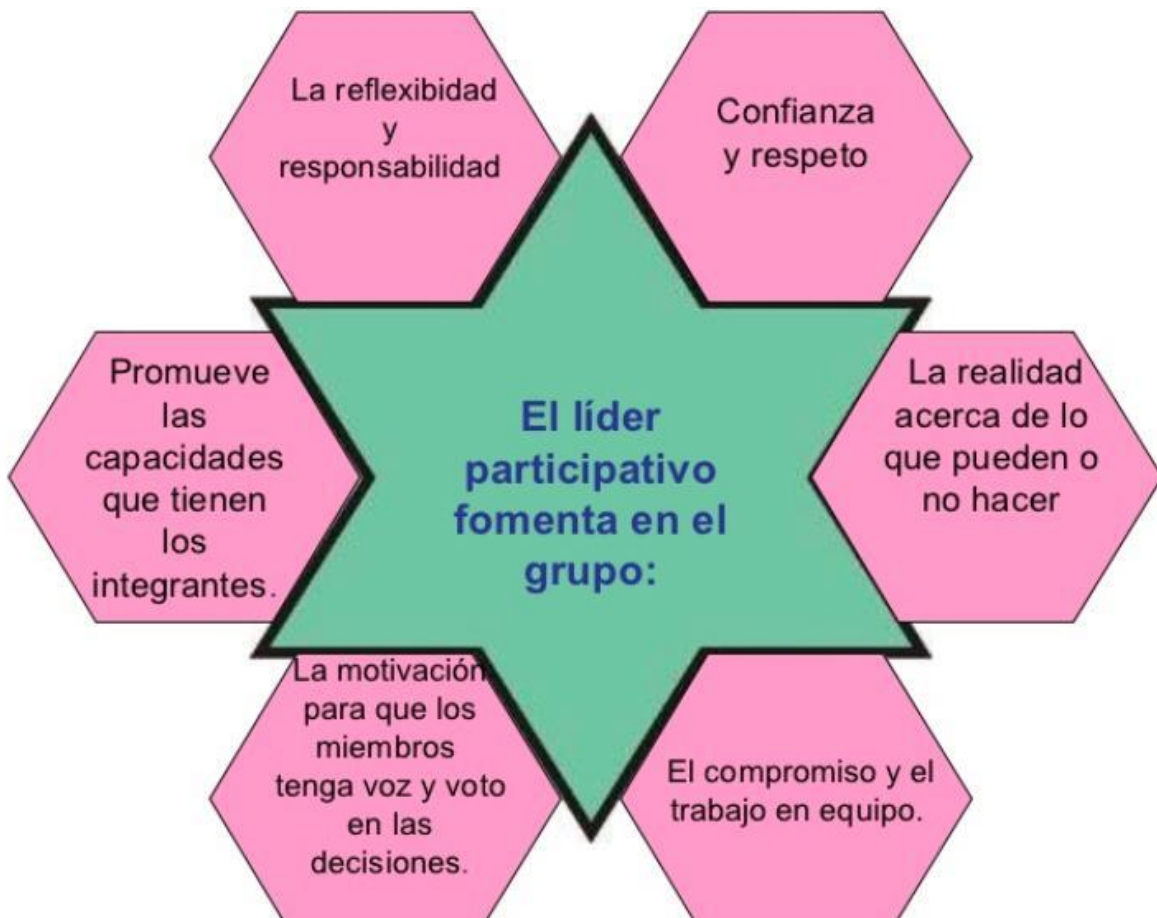 La reflexibidad
y
responsabilidad
Confianza
y respeto
Promueve
las
capacidades
que tienen
los
integrantes.
El líder
participativo
fomenta en el
grupo:
La realidad
acerca de lo
que pueden o
no hacer
La motivación
para que los
miembros
tenga voz y voto
en las
decisiones.
El compromiso y el
trabajo en equipo.